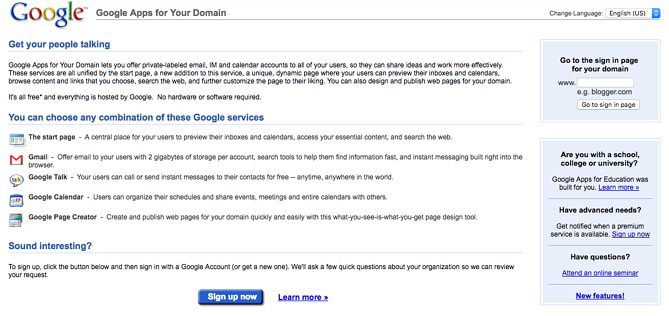 Google™ Google Apps for Your Domain
Change Language: English (US)
Get your people talking
Google Apps for Your Domain lets you offer private-labeled email, IM and calendar accounts to all of your users, so they can share ideas and work more effectively.
These services are all unified by the start page, a new addition to this service, a unique, dynamic page where your users can preview their inboxes and calendars,
browse content and links that you choose, search the web, and further customize the page to their liking. You can also design and publish web pages for your domain.
It's all free* and everything is hosted by Google. No hardware or software required.
You can choose any combination of these Google services
The start page - A central place for your users to preview their inboxes and calendars, access your essential content, and search the web.
Gmail - Offer email to your users with 2 gigabytes of storage per account, search tools to help them find information fast, and instant messaging built right into the
browser.
talk
Google Talk - Your users can call or send instant messages to their contacts for free -- anytime, anywhere in the world.
Google Calendar - Users can organize their schedules and share events, meetings and entire calendars with others.
Google Page Creator - Create and publish web pages for your domain quickly and easily with this what-you-see-is-what-you-get page design tool.
Sound interesting?
To sign up, click the button below and then sign in with a Google Account (or get a new one). We'll ask a few quick questions about your organization so we can review
your request.
Sign up now Learn more »
Go to the sign in page
for your domain
www.
e.g. blogger.com
Go to sign in page
Are you with a school,
college or university?
Google Apps for Education was
built for you. Learn more »
Have advanced needs?
Get notified when a premium
service is available. Sign up now
Have questions?
Attend an online seminar
New features!